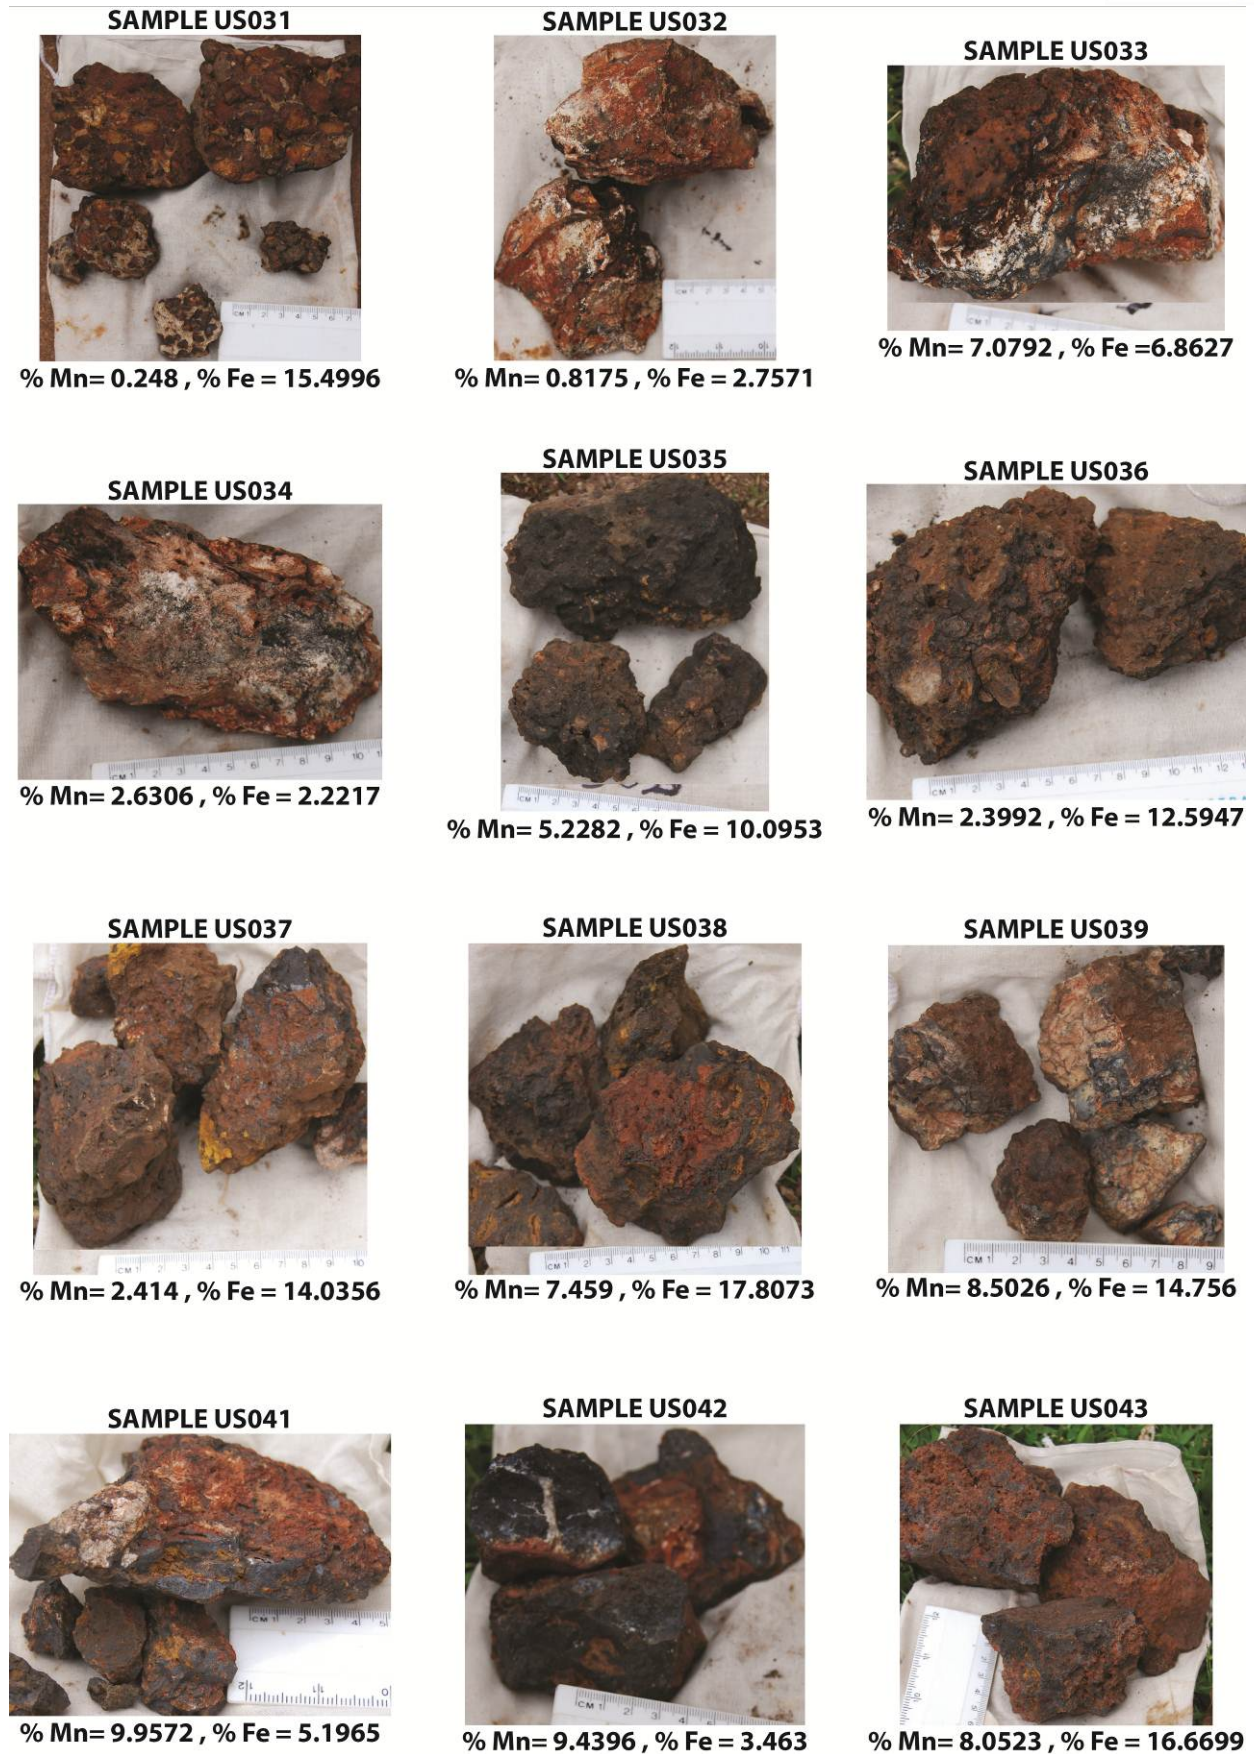 SAMPLE US031
SAMPLE US032
SAMPLE US033
% Mn= 0.248 , % Fe = 15.4996
% Mn= 0.8175 , % Fe = 2.7571
% Mn= 7.0792 , % Fe =6.8627
SAMPLE US034
SAMPLE US035
SAMPLE US036
% Mn= 2.6306 , % Fe = 2.2217
% Mn= 5.2282 , % Fe = 10.0953
% Mn= 2.3992 , % Fe = 12.5947
SAMPLE US037
SAMPLE US038
SAMPLE US039
% Mn= 2.414 , % Fe = 14.0356
% Mn= 7.459 , % Fe = 17.8073
% Mn= 8.5026 , % Fe = 14.756
SAMPLE US041
SAMPLE US042
SAMPLE US043
% Mn= 9.9572 , % Fe = 5.1965
% Mn= 9.4396 , % Fe = 3.463
% Mn= 8.0523 , % Fe = 16.6699